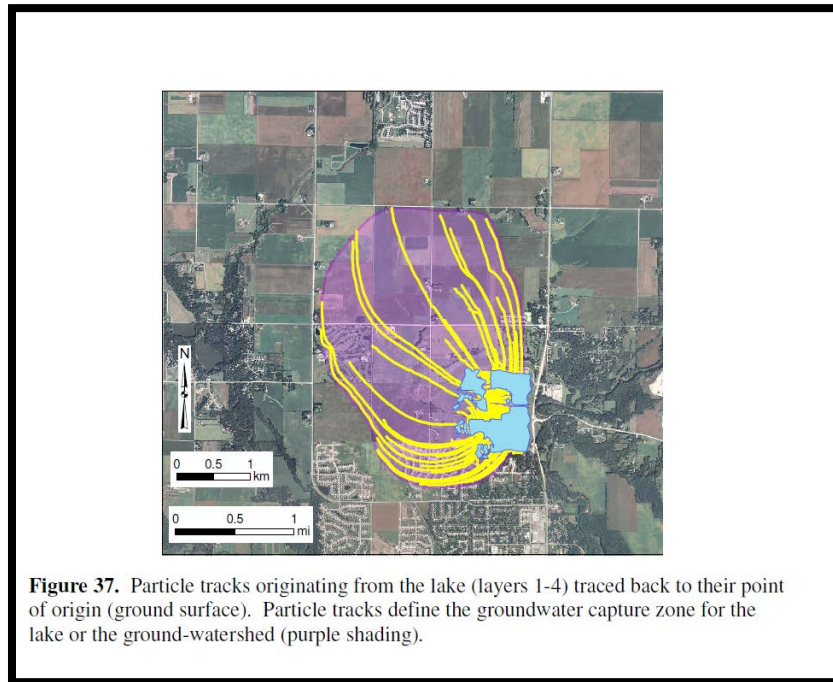 N
0 0.5 1
km
0 0.5 1
mi
Figure 37. Particle tracks originating from the lake (layers 1-4) traced back to their point
of origin (ground surface). Particle tracks define the groundwater capture zone for the
lake or the ground-watershed (purple shading).